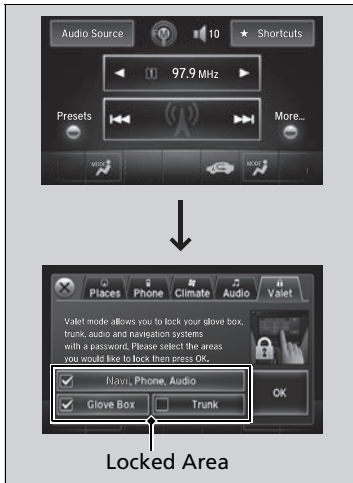 Audio Source
10
★ Shortcuts
1
97.9 MHz
Presets
More...
MODE
MODE
Places
Phone
Climate
Audio
Valet
Valet mode allows you to lock your glove box,
trunk, audio and navigation systems
with a password. Please select the areas
you would like to lock then press OK.
Navi, Phone, Audio
Glove Box
Trunk
OK
Locked Area